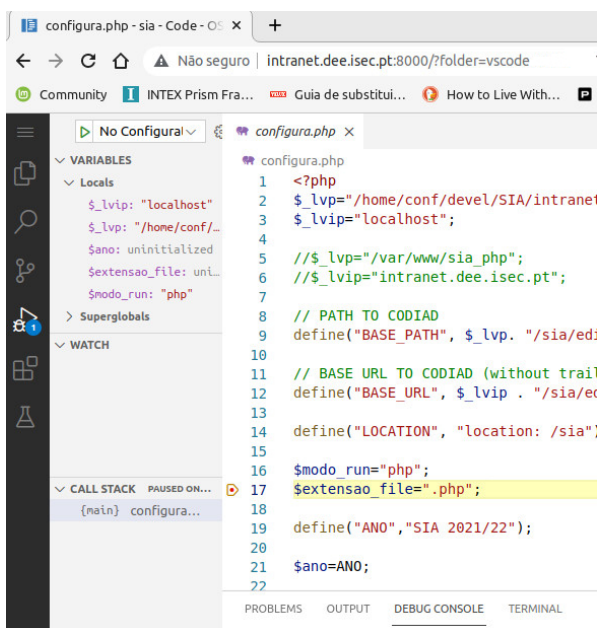 configura.php - sia - Code - OS
Não seguro | intranet.dee.isec.pt:8000/?folder=vscode
Community INTEX Prism Fra... Guia de substitui... How to Live With...
No Configurat
configura.php
VARIABLES
configura.php
Locals
1 <?php
2 $_lvp="/home/conf/devel/SIA/intranet
$_lvip: "localhost"
3 $_lvip="localhost";
$_lvp: "/home/conf/…
4
$ano: uninitialized
5 //$_lvp="/var/www/sia_php";
$extensao_file: uni…
6 //$_lvip="intranet.dee.isec.pt";
$modo_run: "php"
7
8 // PATH TO CODIAD
Superglobals
9 define("BASE_PATH", $_lvp. "/sia/edi
WATCH
10
11 // BASE URL TO CODIAD (without trail
12 define("BASE_URL", $_lvip . "/sia/ed
13
14 define("LOCATION", "location: /sia")
15
16 $modo_run="php";
CALL STACK PAUSED ON...
17 $extensao_file=".php";
{main} configura...
18
19 define("ANO","SIA 2021/22");
20
21 $ano=ANO;
22
1
PROBLEMS OUTPUT DEBUG CONSOLE TERMINAL